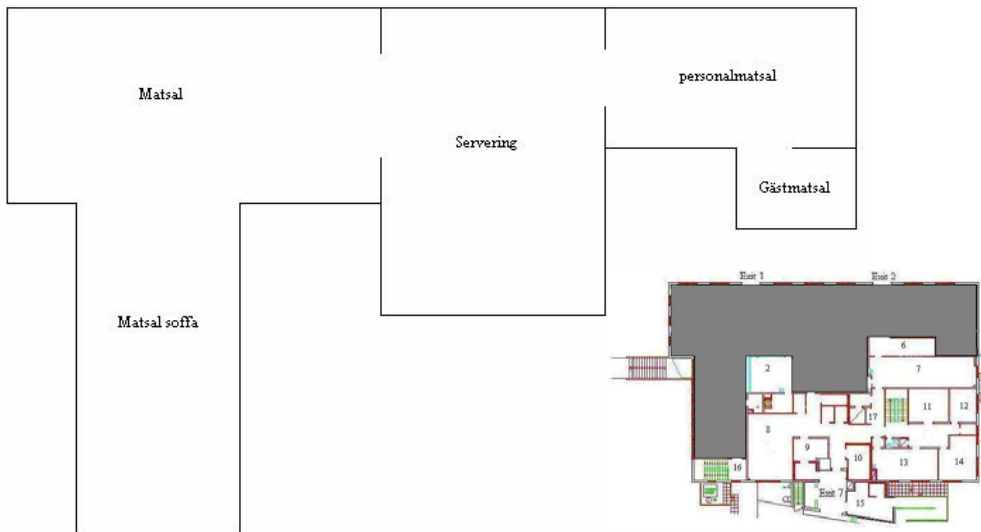 Matsal
personalmatsal
Servering
Gästmatsal
Matsal soffa
Exit 1
Exit 2
6
2
7
11
12
17
8
9
10
13
14
16
Exit 7
15